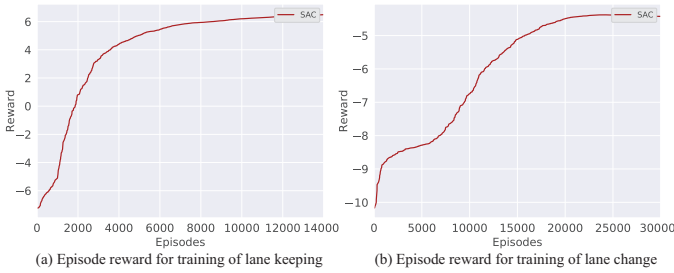 SAC
6
4
2
0
−2
−4
−6
Reward
0 2000 4000 6000 8000 10000 12000 14000
Episodes
(a) Episode reward for training of lane keeping
SAC
−5
−6
−7
−8
−9
−10
Reward
0 5000 10000 15000 20000 25000 30000
Episodes
(b) Episode reward for training of lane change